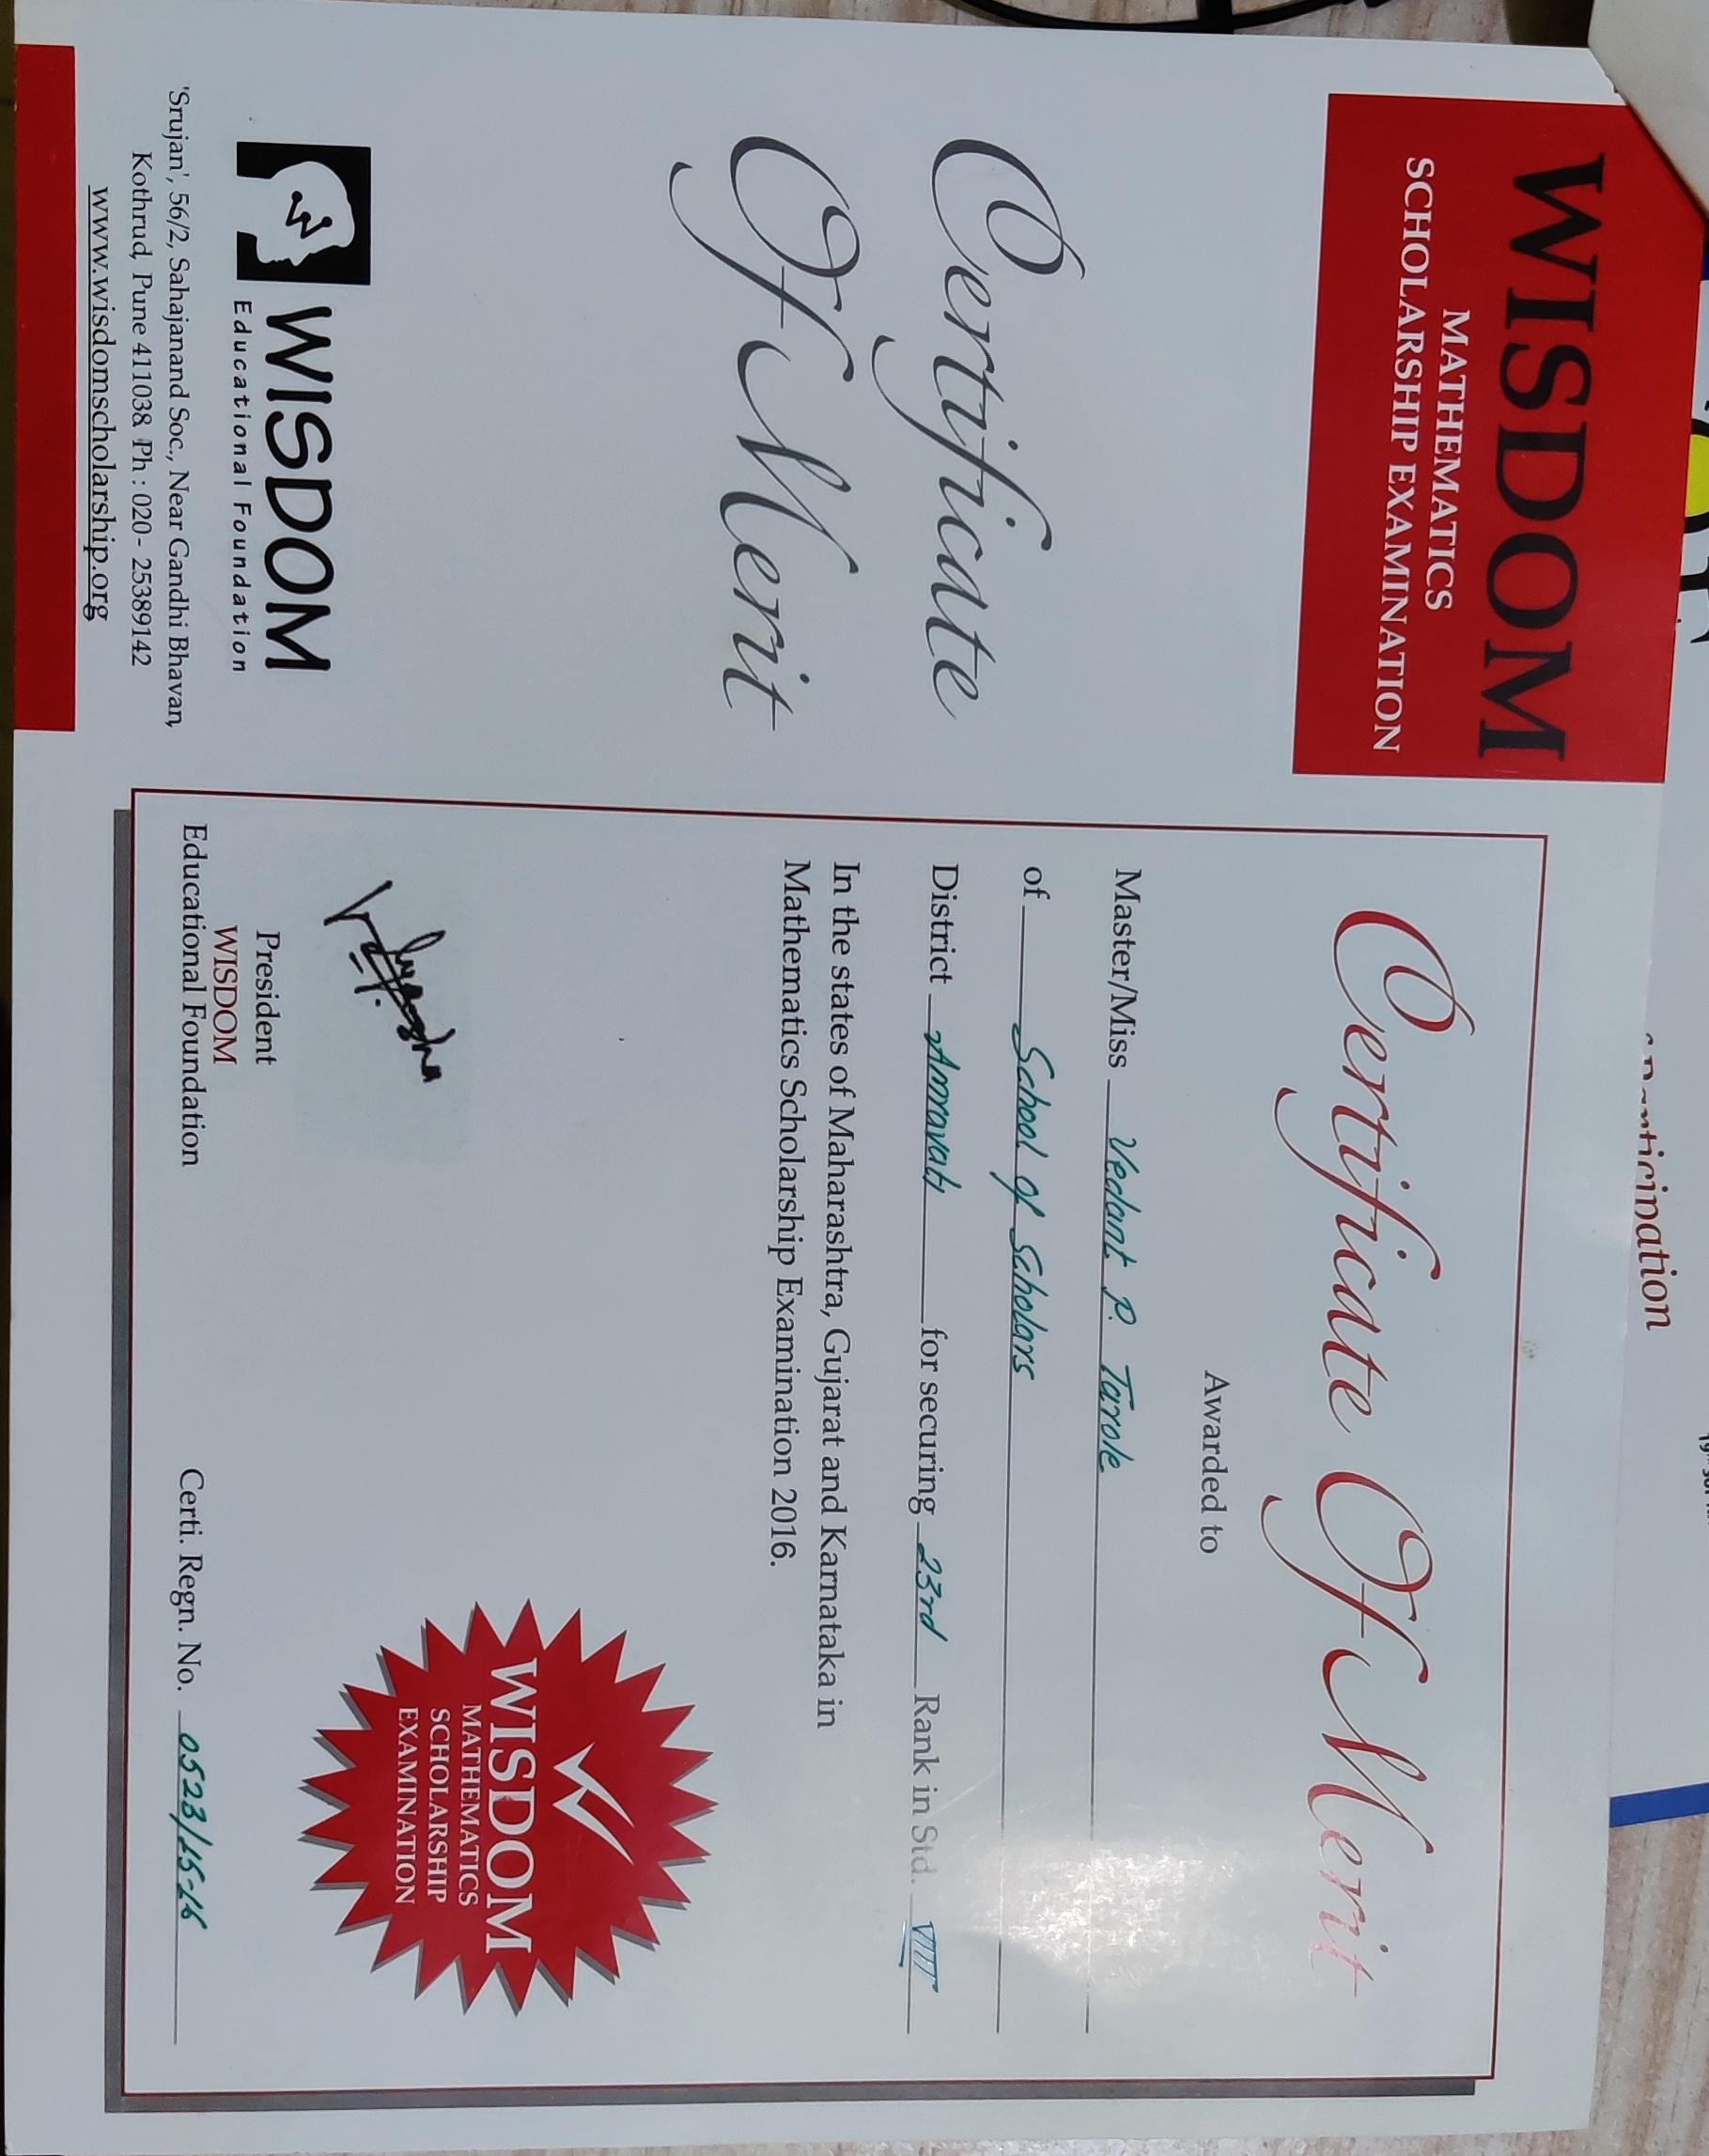 WISDOM
MATHEMATICS
SCHOLARSHIP EXAMINATION
Certificate
Of Merit
WISDOM
Educational Foundation
'Srujan', 56/2, Sahajanand Soc., Near Gandhi Bhavan,
Kothrud, Pune 411038 Ph : 020- 25389142
www.wisdomscholarship.org
Certificate Of Merit
Awarded to
Master/Miss Vedant P. Tarole
of School of Scholars
District Amravati for securing 23rd Rank in Std. VIII
In the states of Maharashtra, Gujarat and Karnataka in
Mathematics Scholarship Examination 2016.
President
WISDOM
Educational Foundation
WISDOM
MATHEMATICS
SCHOLARSHIP
EXAMINATION
Certi. Regn. No. 0523/15-16
Participation